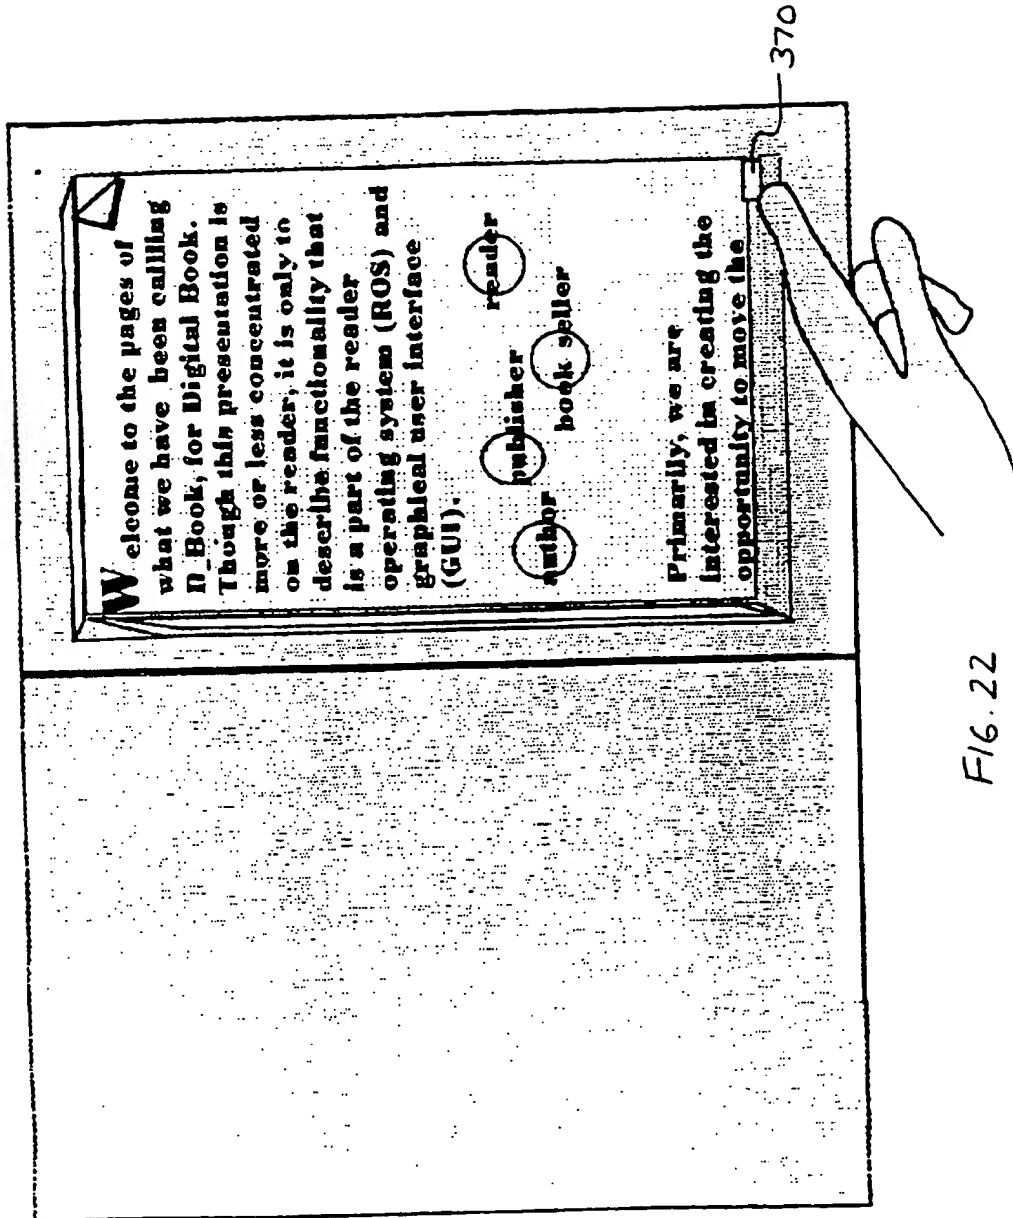 Welcome to the pages of
what we have been callling
D_Book, for Digital Book.
Though this presentation is
more or less concentrated
on the reader, it is only to
describe functionality that
is a part of the reader
operating system (ROS) and
graphical user interface
(GUI).
author publisher reader
book seller
Primarily, we are
interested in creating the
opportunity to move the
370
FIG. 22